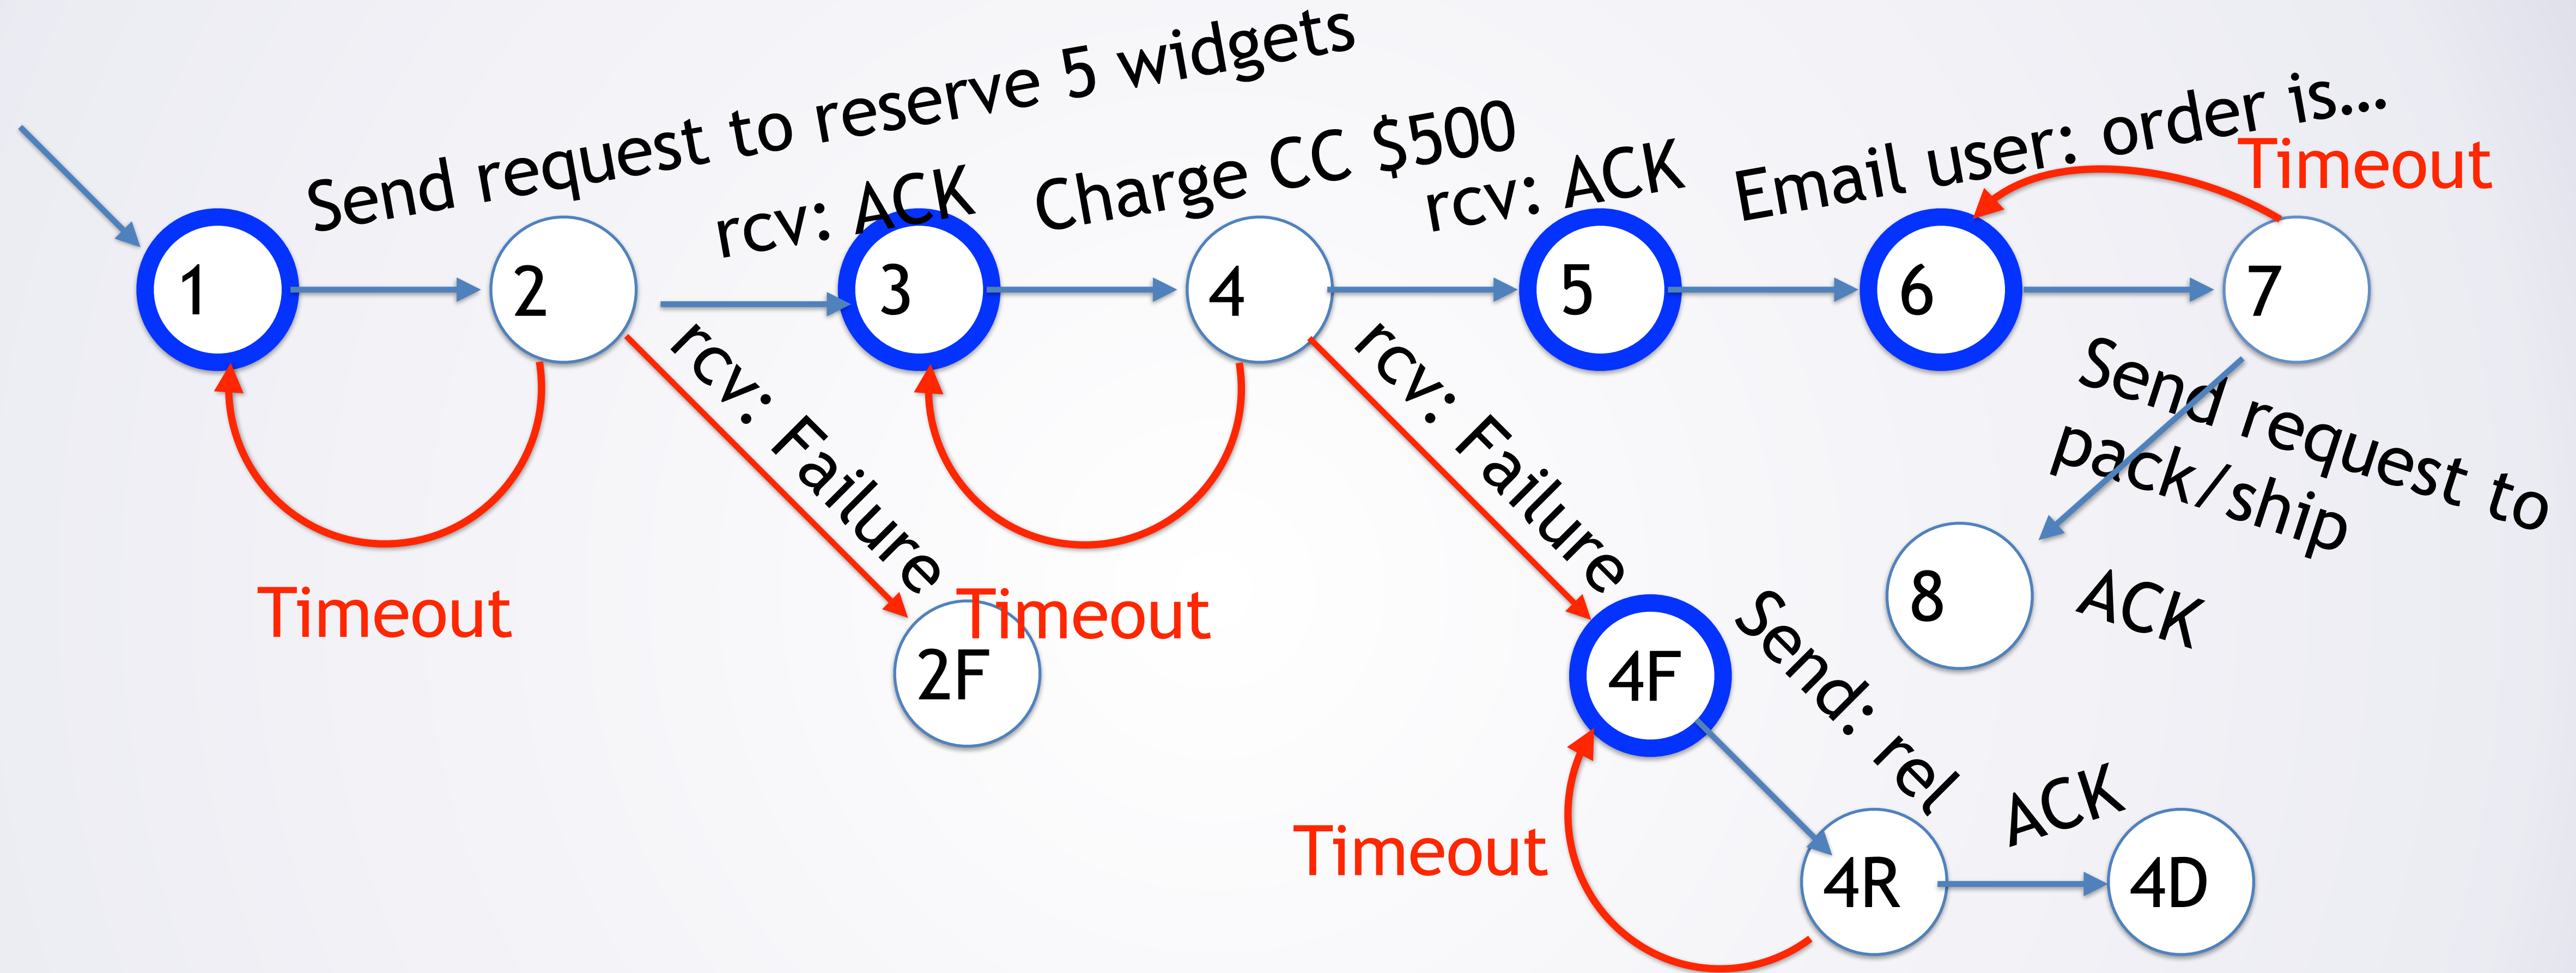 Send request to reserve 5 widgets
rcv: ACK
Charge CC $500
rcv: ACK
Email user: order is...
Timeout
1
2
3
4
5
6
7
rcv: Failure
rcv: Failure
Send request to
pack/ship
Timeout
Timeout
2F
4F
Send: rel
8
ACK
Timeout
4R
ACK
4D